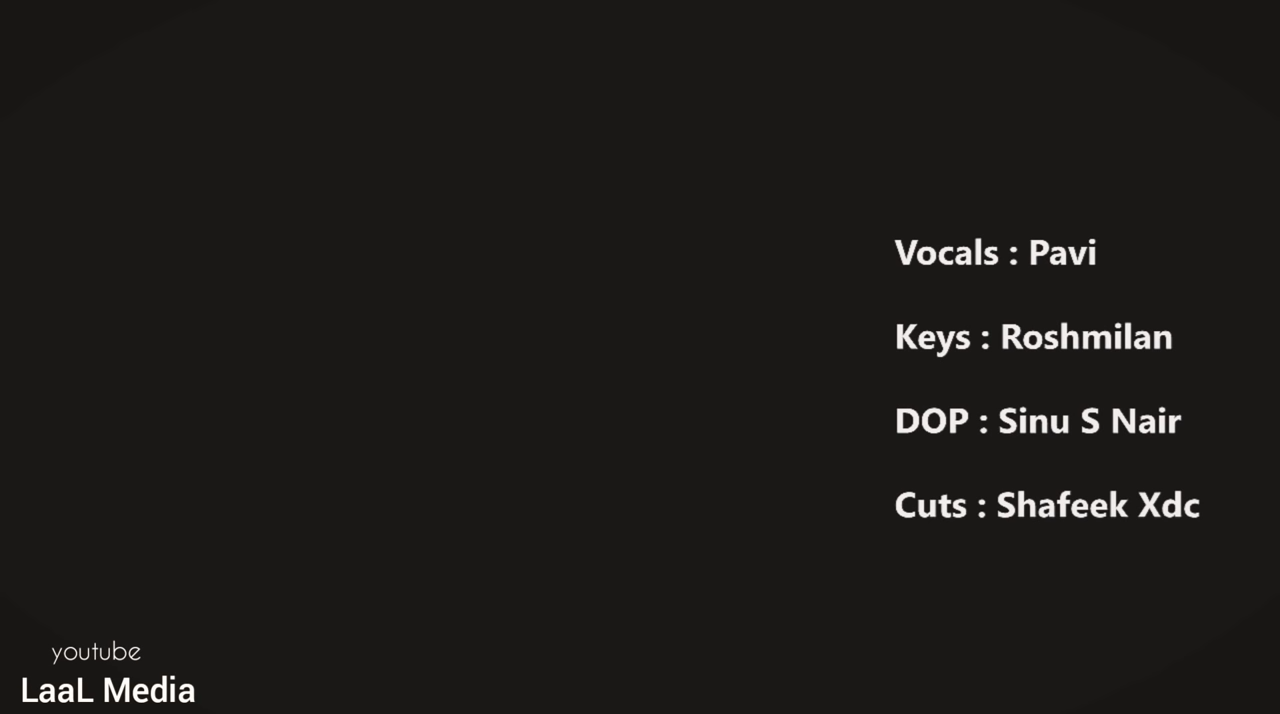 Vocals : Pavi
Keys : Roshmilan
DOP : Sinu S Nair
Cuts : Shafeek Xdc
youtube
LaaL Media